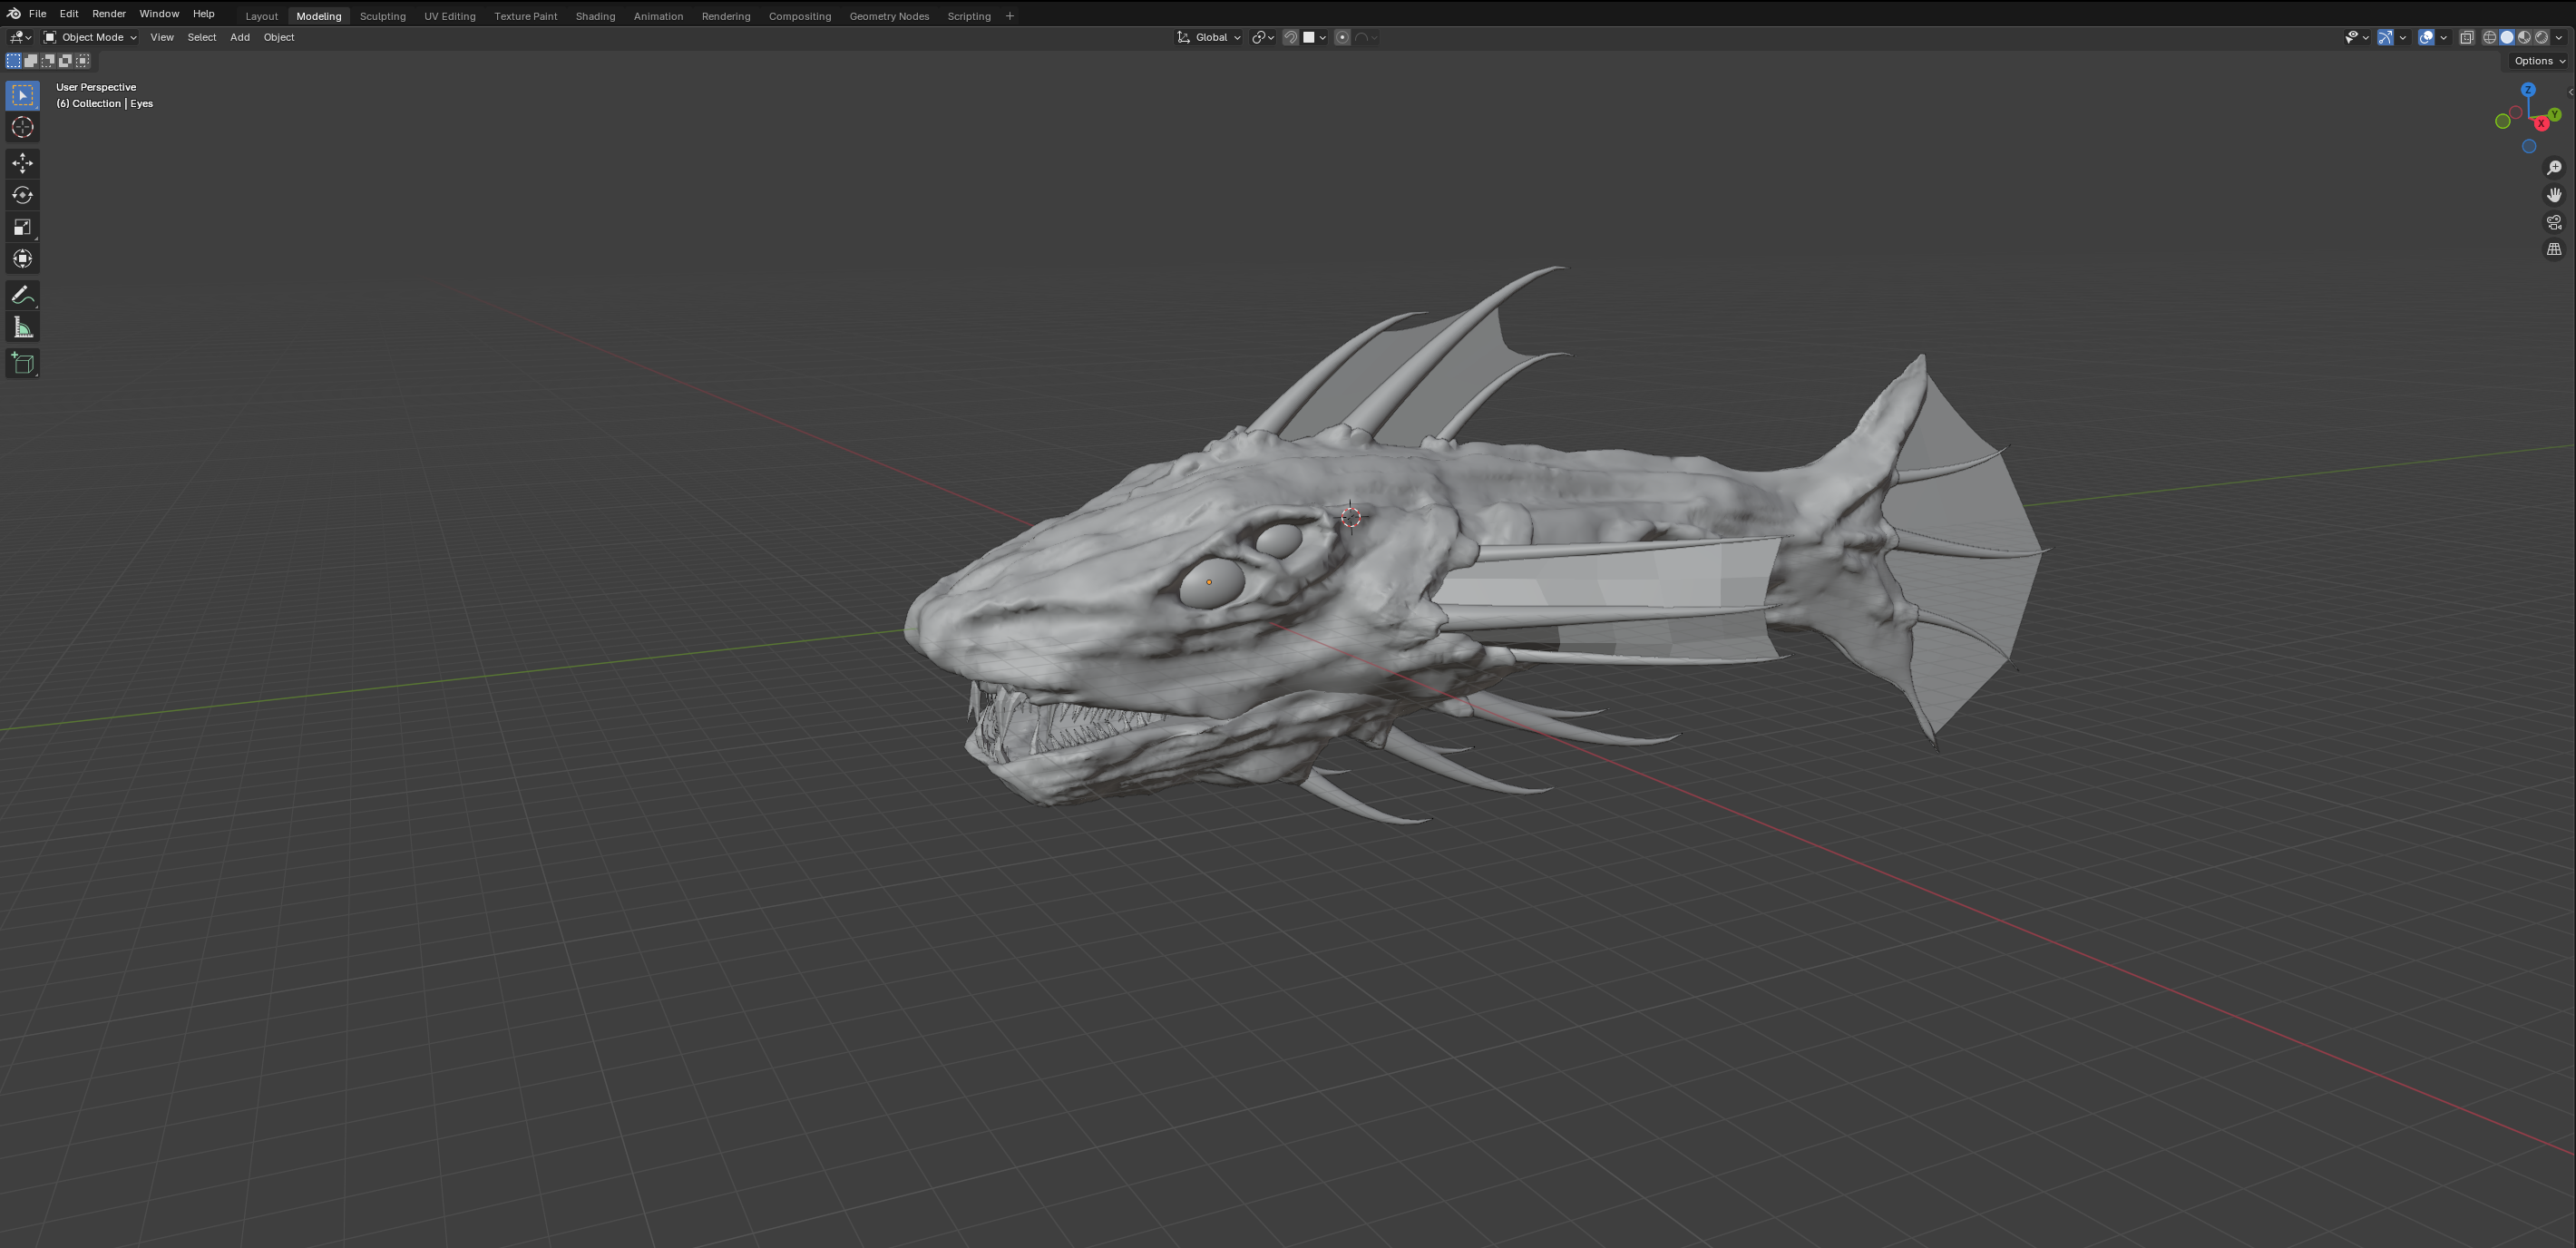 File Edit Render Window Help Layout Modeling Sculpting UV Editing Texture Paint Shading Animation Rendering Compositing Geometry Nodes Scripting +
Object Mode View Select Add Object Global
Options
User Perspective
(6) Collection | Eyes
Z
Y
X